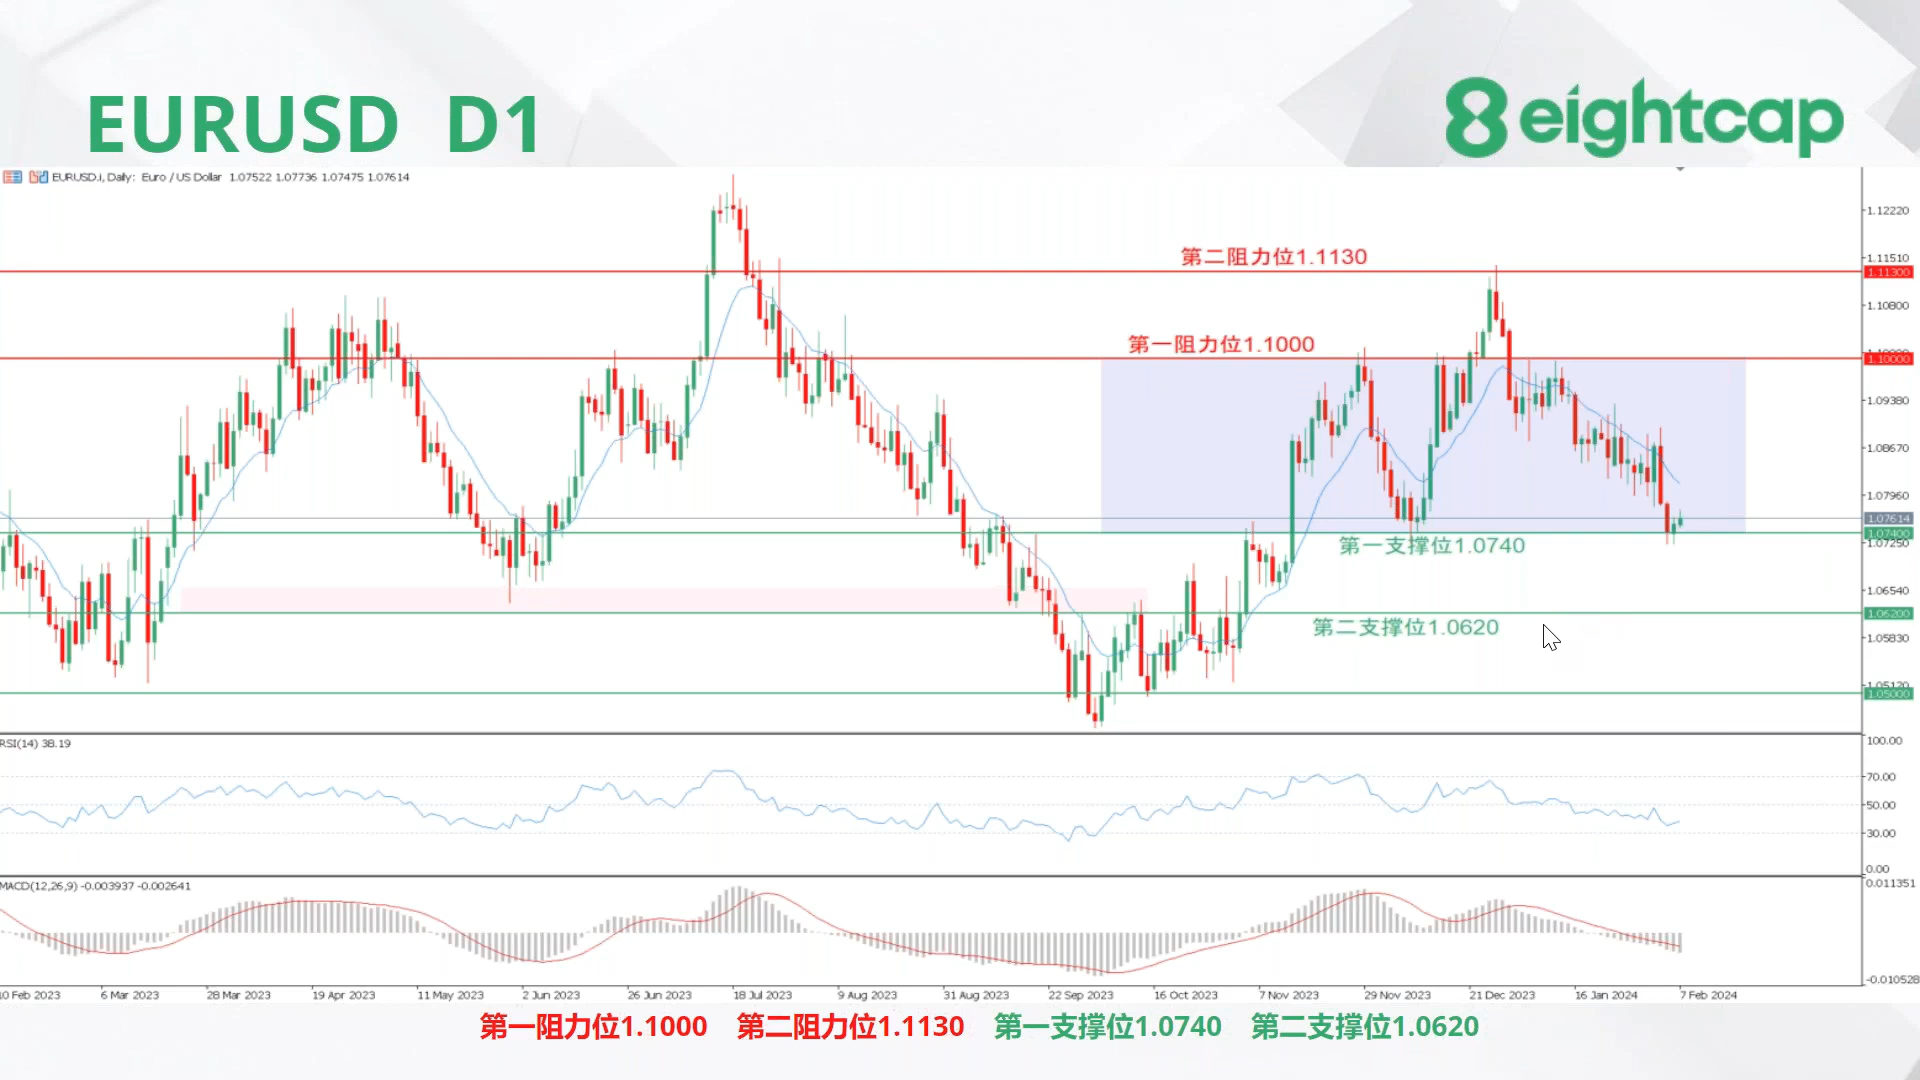 EURUSD D1
8 eightcap
EURUSD.i, Daily: Euro / US Dollar 1.07522 1.07736 1.07475 1.07614
1.12220
第二阻力位1.1130
1.11510
1.11300
1.10800
第一阻力位1.1000
1.10000
1.09380
1.08670
1.07960
1.07614
1.07400
1.07250
第一支撑位1.0740
1.06540
1.06200
第二支撑位1.0620
1.05830
1.05120
1.05000
RSI(14) 38.19
100.00
70.00
50.00
30.00
0.00
MACD(12,26,9) -0.003937 -0.002641
0.011351
-0.010528
10 Feb 2023 6 Mar 2023 28 Mar 2023 19 Apr 2023 11 May 2023 2 Jun 2023 26 Jun 2023 18 Jul 2023 9 Aug 2023 31 Aug 2023 22 Sep 2023 16 Oct 2023 7 Nov 2023 29 Nov 2023 21 Dec 2023 16 Jan 2024 7 Feb 2024
第一阻力位1.1000 第二阻力位1.1130 第一支撑位1.0740 第二支撑位1.0620